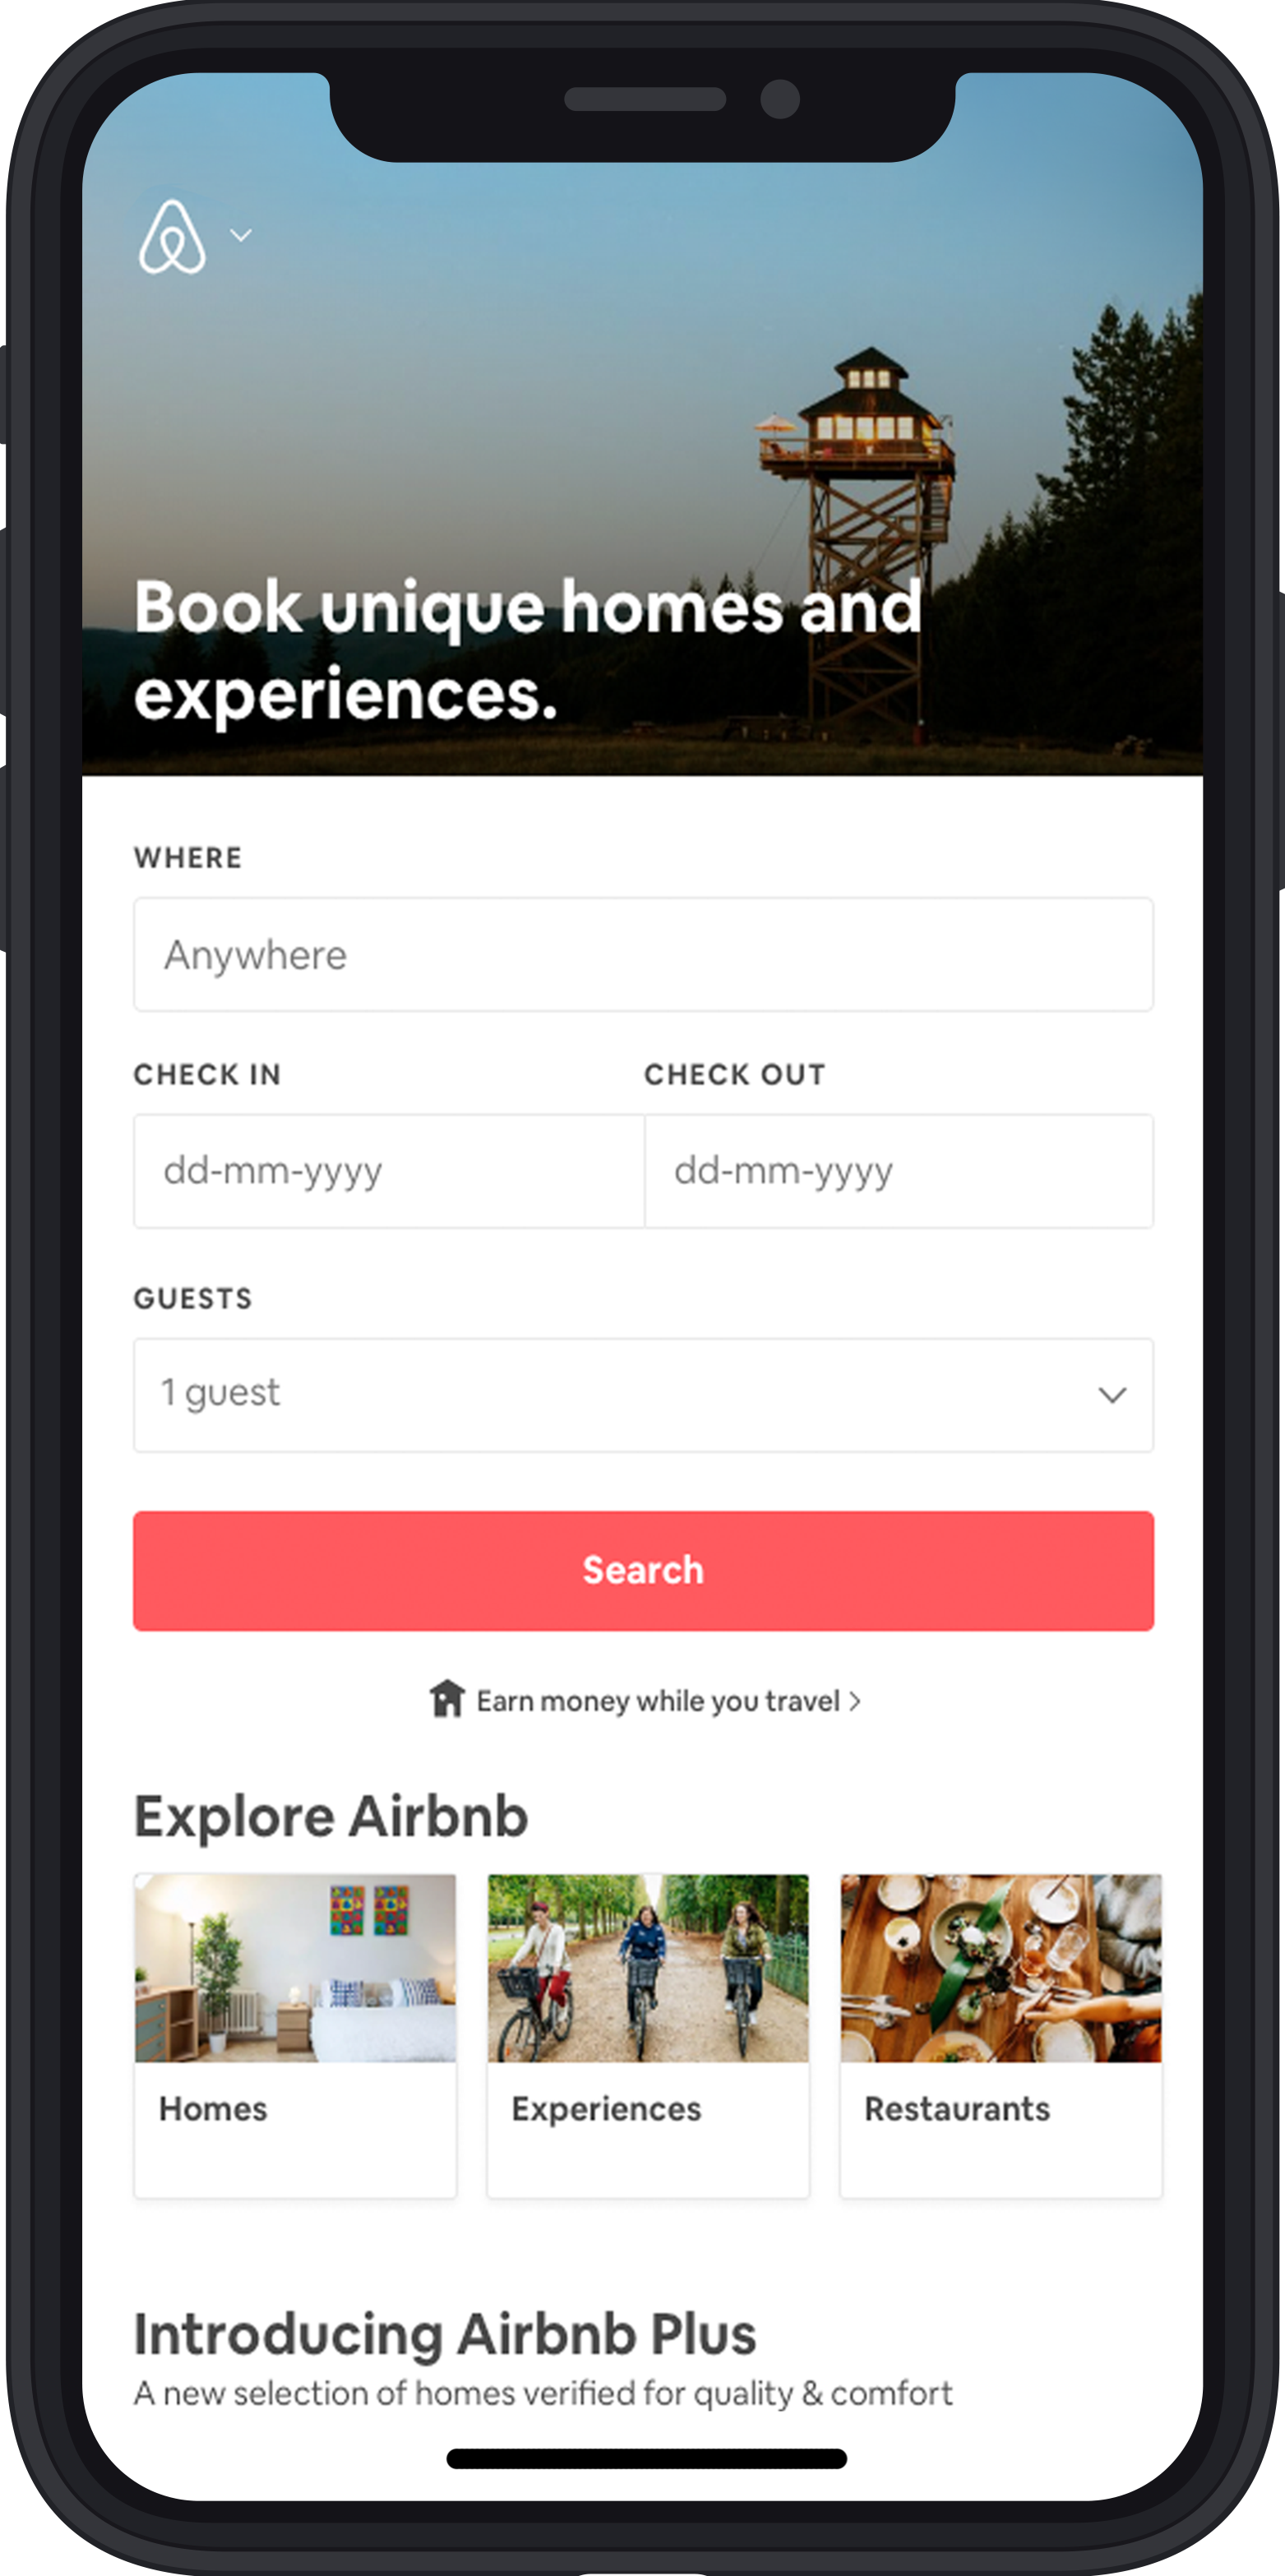 Book unique homes and
experiences.
WHERE
Anywhere
CHECK IN CHECK OUT
dd-mm-yyyy dd-mm-yyyy
GUESTS
1 guest
Search
Earn money while you travel >
Explore Airbnb
Homes Experiences Restaurants
Introducing Airbnb Plus
A new selection of homes verified for quality & comfort